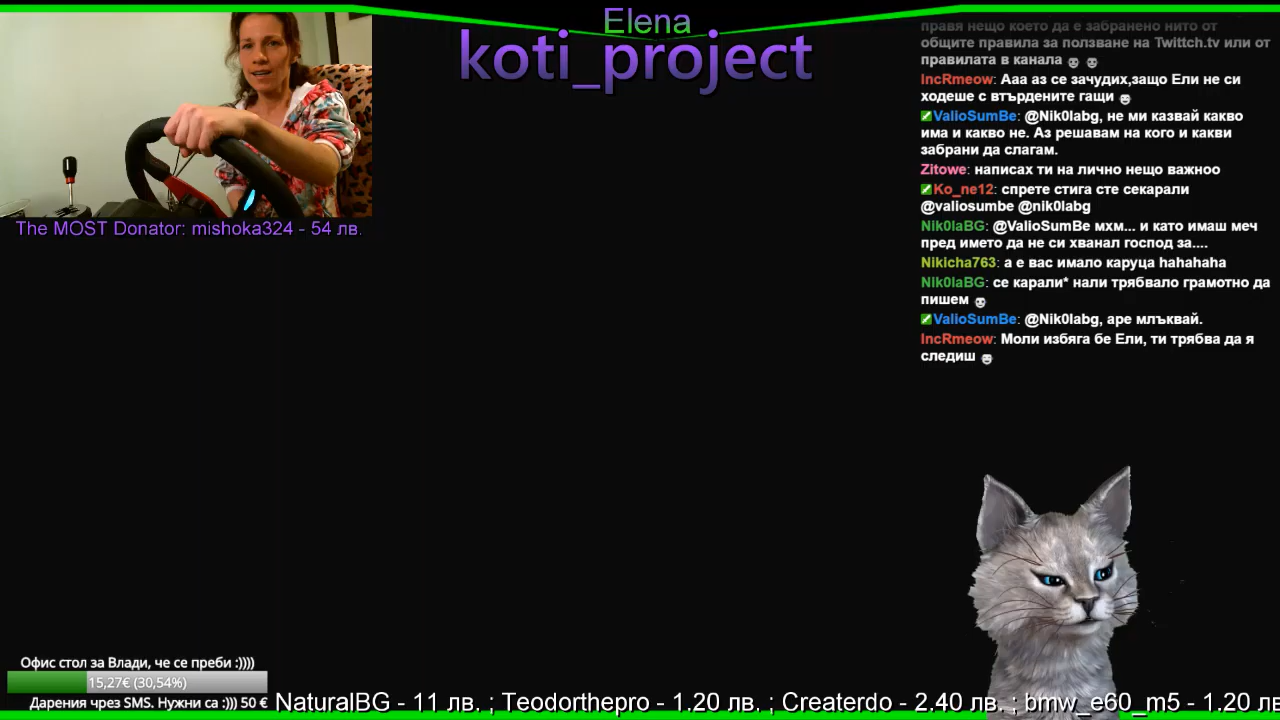 Elena
koti_project
The MOST Donator: mishoka324 - 54 лв.
правя нещо което да е забранено нито от
общите правила за ползване на Twittch.tv или от
правилата в канала
IncRmeow: Ааа аз се зачудих,защо Ели не си
ходеше с втърдените гащи
ValioSumBe: @Nik0labg, не ми казвай какво
има и какво не. Аз решавам на кого и какви
забрани да слагам.
Zitowe: написах ти на лично нещо важноо
Ko_ne12: спрете стига сте секарали
@valiosumbe @nik0labg
Nik0laBG: @ValioSumBe мхм... и като имаш меч
пред името да не си хванал господ за....
Nikicha763: а е вас имало каруца hahahaha
Nik0laBG: се карали* нали трябвало грамотно да
пишем
ValioSumBe: @Nik0labg, аре млъквай.
IncRmeow: Моли избяга бе Ели, ти трябва да я
следиш
Офис стол за Влади, че се преби :))))
15,27€ (30,54%)
Дарения чрез SMS. Нужни са :))) 50 €
NaturalBG - 11 лв. ; Teodorthepro - 1.20 лв. ; Createrdo - 2.40 лв. ; bmw_e60_m5 - 1.20 лв